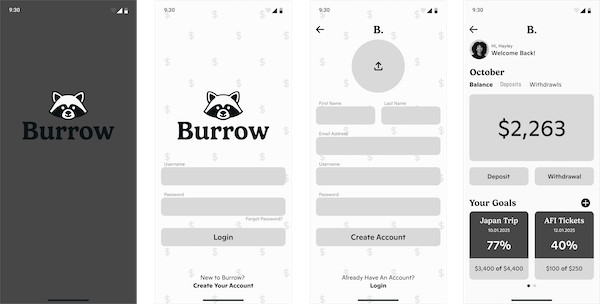 9:30
Burrow
9:30
Burrow
Username
Password
Forgot Password?
Login
New to Burrow?
Create Your Account
9:30
B.
First Name
Last Name
Email Address
Username
Password
Create Account
Already Have An Account?
Login
9:30
B.
Hi, Hayley
Welcome Back!
October
Balance Deposits Withdrawls
$2,263
Deposit Withdrawal
Your Goals
Japan Trip
10.01.2025
77%
$3,400 of $4,400
AFI Tickets
12.01.2025
40%
$100 of $250